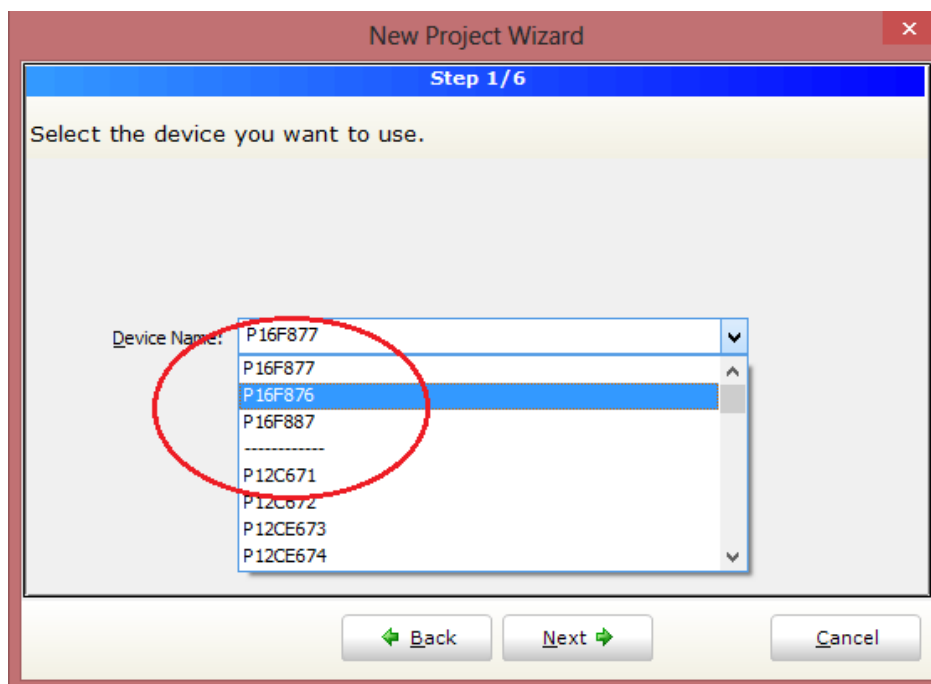 New Project Wizard
Step 1/6
Select the device you want to use.
Device Name: P16F877
P16F877
P16F876
P16F887
------------
P12C671
P12C672
P12CE673
P12CE674
Back Next Cancel